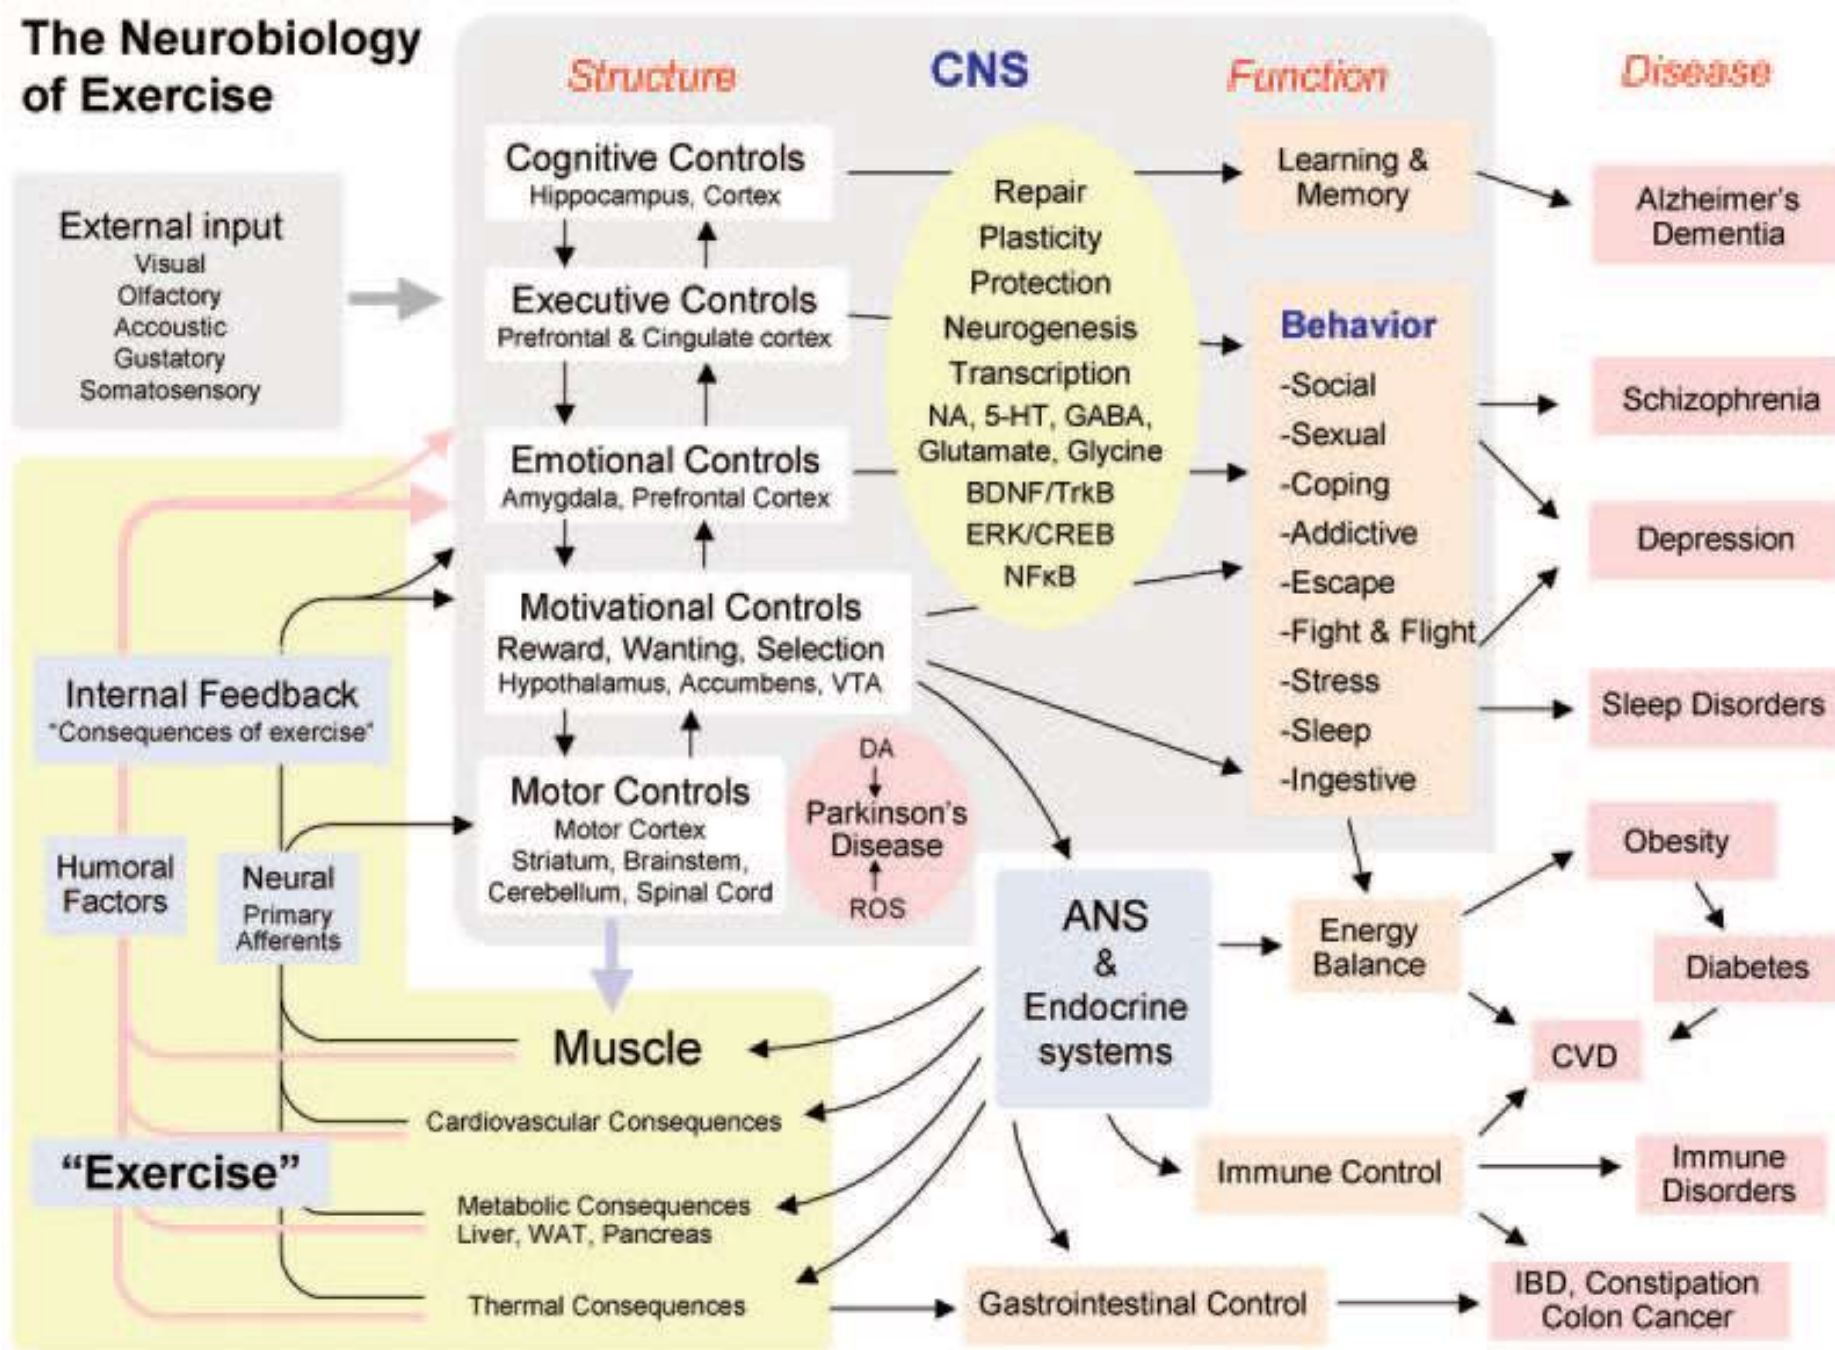 The Neurobiology
of Exercise
Structure
CNS
Function
Disease
External input
Visual
Olfactory
Accoustic
Gustatory
Somatosensory
Cognitive Controls
Hippocampus, Cortex
Executive Controls
Prefrontal & Cingulate cortex
Emotional Controls
Amygdala, Prefrontal Cortex
Motivational Controls
Reward, Wanting, Selection
Hypothalamus, Accumbens, VTA
Motor Controls
Motor Cortex
Striatum, Brainstem,
Cerebellum, Spinal Cord
DA
Parkinson's
Disease
ROS
Repair
Plasticity
Protection
Neurogenesis
Transcription
NA, 5-HT, GABA,
Glutamate, Glycine
BDNF/TrkB
ERK/CREB
NFκB
Learning &
Memory
Behavior
-Social
-Sexual
-Coping
-Addictive
-Escape
-Fight & Flight
-Stress
-Sleep
-Ingestive
Alzheimer's
Dementia
Schizophrenia
Depression
Sleep Disorders
Obesity
Diabetes
CVD
Immune
Disorders
IBD, Constipation
Colon Cancer
Internal Feedback
"Consequences of exercise"
Humoral
Factors
Neural
Primary
Afferents
"Exercise"
Muscle
Cardiovascular Consequences
Metabolic Consequences
Liver, WAT, Pancreas
Thermal Consequences
ANS
&
Endocrine
systems
Energy
Balance
Immune Control
Gastrointestinal Control